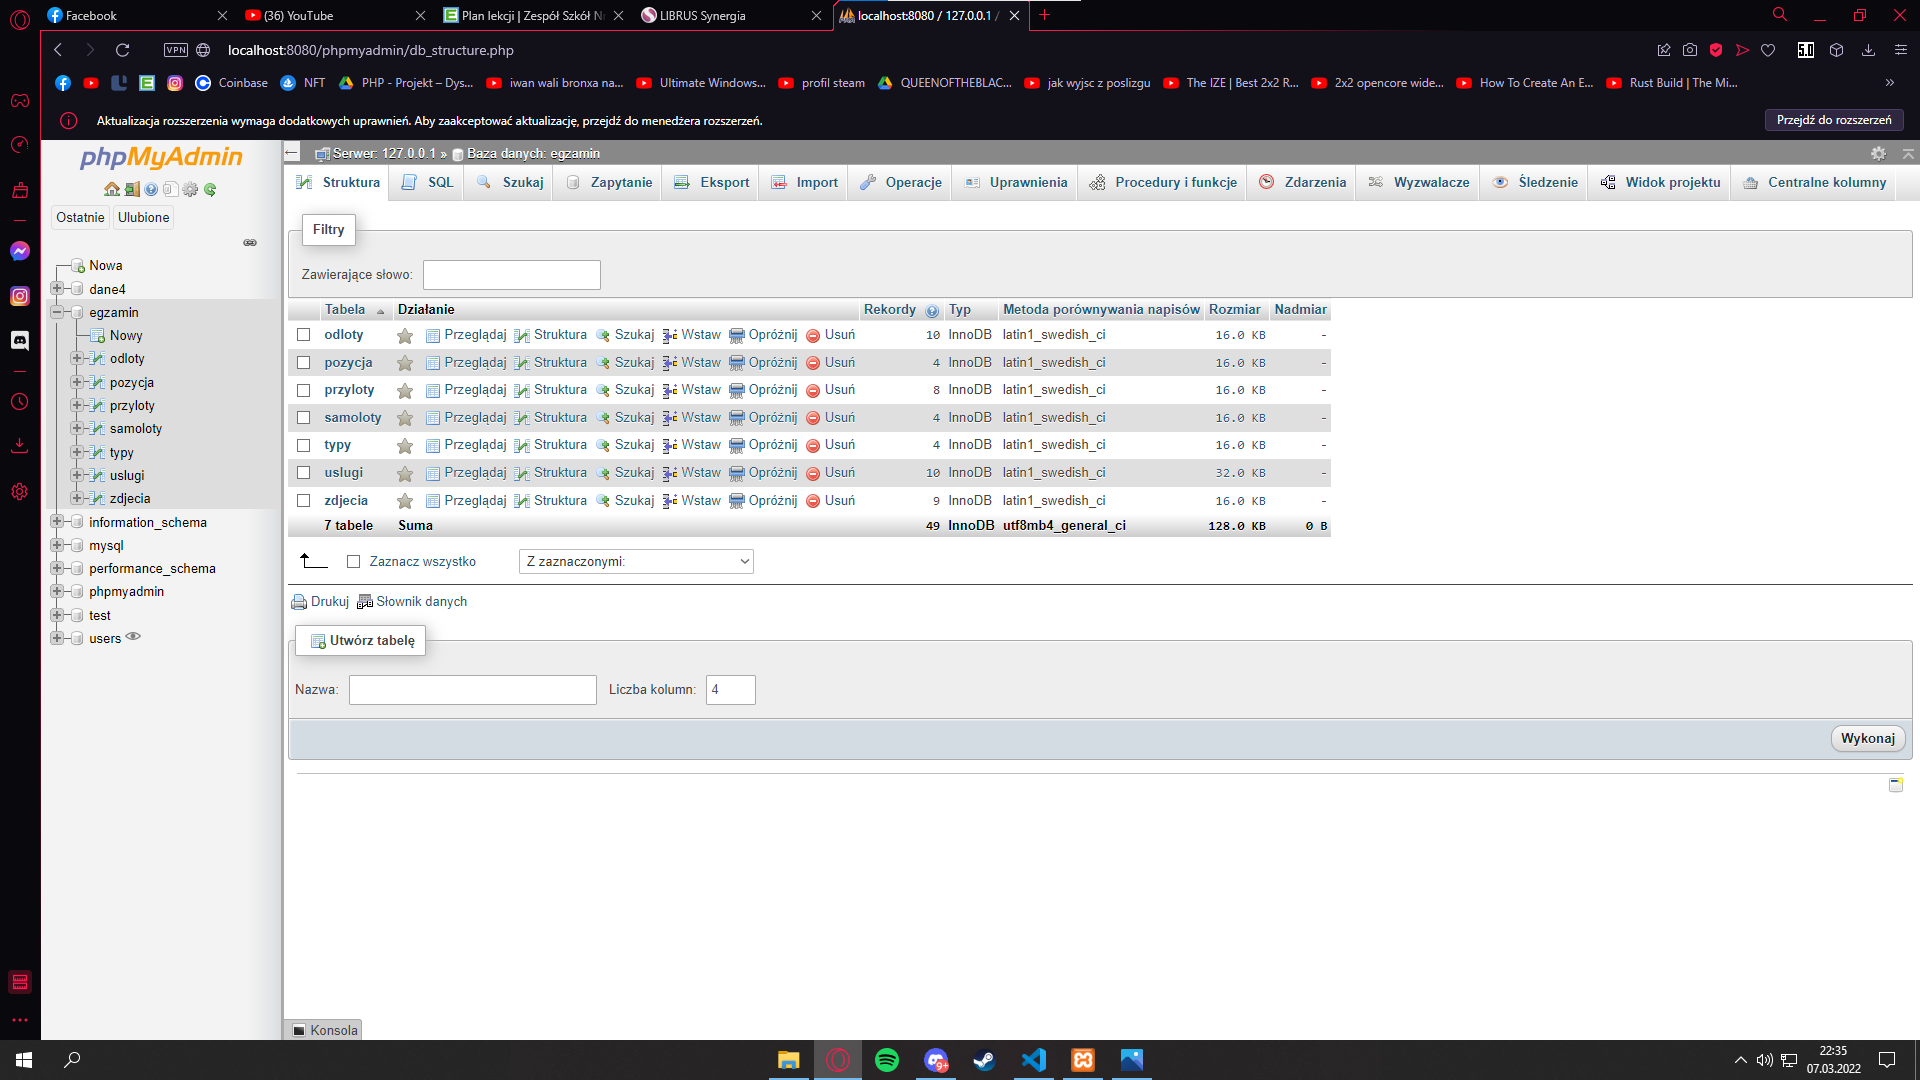 Facebook
(36) YouTube
Plan lekcji | Zespół Szkół N
LIBRUS Synergia
localhost:8080 / 127.0.0.1 /
VPN
localhost:8080/phpmyadmin/db_structure.php
5.0
Coinbase
NFT
PHP - Projekt – Dys...
iwan wali bronxa na...
Ultimate Windows...
profil steam
QUEENOFTHEBLAC...
jak wyjsc z poslizgu
The IZE | Best 2x2 R...
2x2 opencore wide...
How To Create An E...
Rust Build | The Mi...
Aktualizacja rozszerzenia wymaga dodatkowych uprawnień. Aby zaakceptować aktualizację, przejdź do menedżera rozszerzeń.
Przejdź do rozszerzeń
phpMyAdmin
Ostatnie Ulubione
Nowa
dane4
egzamin
Nowy
odloty
pozycja
przyloty
samoloty
typy
uslugi
zdjecia
information_schema
mysql
performance_schema
phpmyadmin
test
users
Serwer: 127.0.0.1 » Baza danych: egzamin
Struktura SQL Szukaj Zapytanie Eksport Import Operacje Uprawnienia Procedury i funkcje Zdarzenia Wyzwalacze Śledzenie Widok projektu Centralne kolumny
Filtry
Zawierające słowo:
Tabela Działanie Rekordy Typ Metoda porównywania napisów Rozmiar Nadmiar
odloty Przeglądaj Struktura Szukaj Wstaw Opróżnij Usuń 10 InnoDB latin1_swedish_ci 16.0 KB -
pozycja Przeglądaj Struktura Szukaj Wstaw Opróżnij Usuń 4 InnoDB latin1_swedish_ci 16.0 KB -
przyloty Przeglądaj Struktura Szukaj Wstaw Opróżnij Usuń 8 InnoDB latin1_swedish_ci 16.0 KB -
samoloty Przeglądaj Struktura Szukaj Wstaw Opróżnij Usuń 4 InnoDB latin1_swedish_ci 16.0 KB -
typy Przeglądaj Struktura Szukaj Wstaw Opróżnij Usuń 4 InnoDB latin1_swedish_ci 16.0 KB -
uslugi Przeglądaj Struktura Szukaj Wstaw Opróżnij Usuń 10 InnoDB latin1_swedish_ci 32.0 KB -
zdjecia Przeglądaj Struktura Szukaj Wstaw Opróżnij Usuń 9 InnoDB latin1_swedish_ci 16.0 KB -
7 tabele Suma 49 InnoDB utf8mb4_general_ci 128.0 KB 0 B
Zaznacz wszystko
Z zaznaczonymi:
Drukuj Słownik danych
Utwórz tabelę
Nazwa:
Liczba kolumn: 4
Wykonaj
Konsola
9+
22:35
07.03.2022